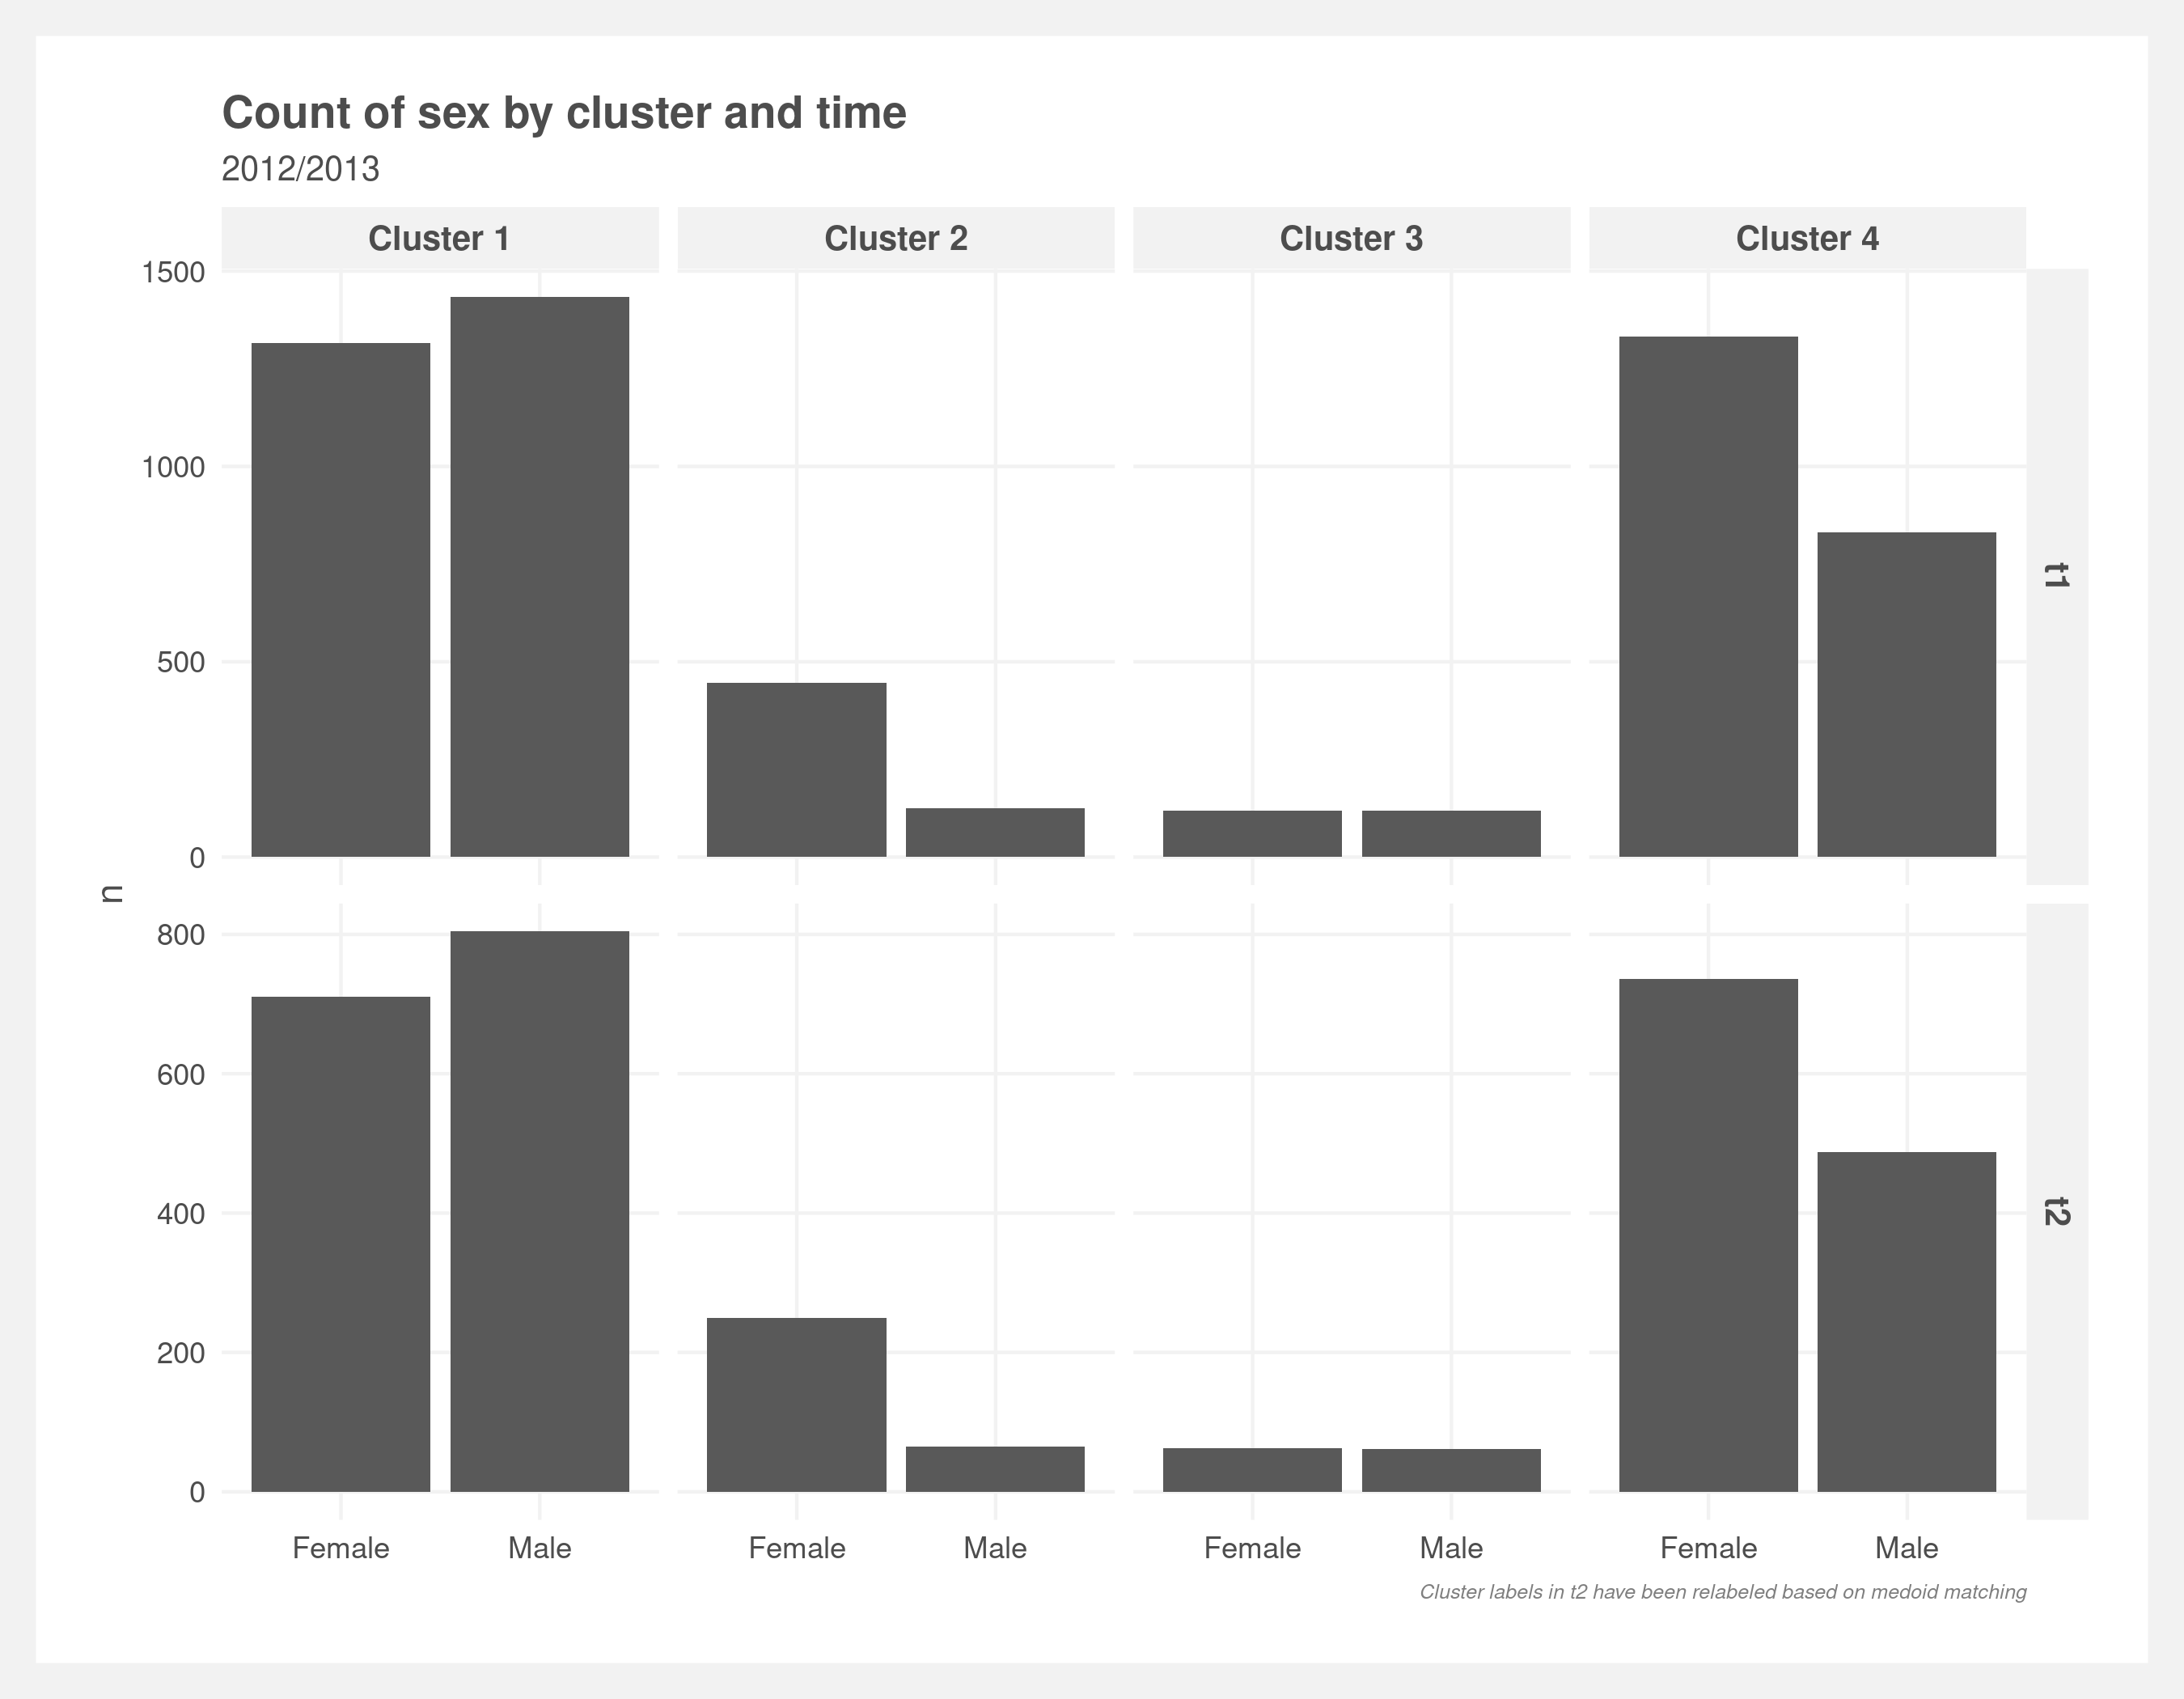 Count of sex by cluster and time
2012/2013
Cluster 1 Cluster 2 Cluster 3 Cluster 4
1500
1000
500
0
t1
n
800
600
400
200
0
t2
Female Male Female Male Female Male Female Male
Cluster labels in t2 have been relabeled based on medoid matching